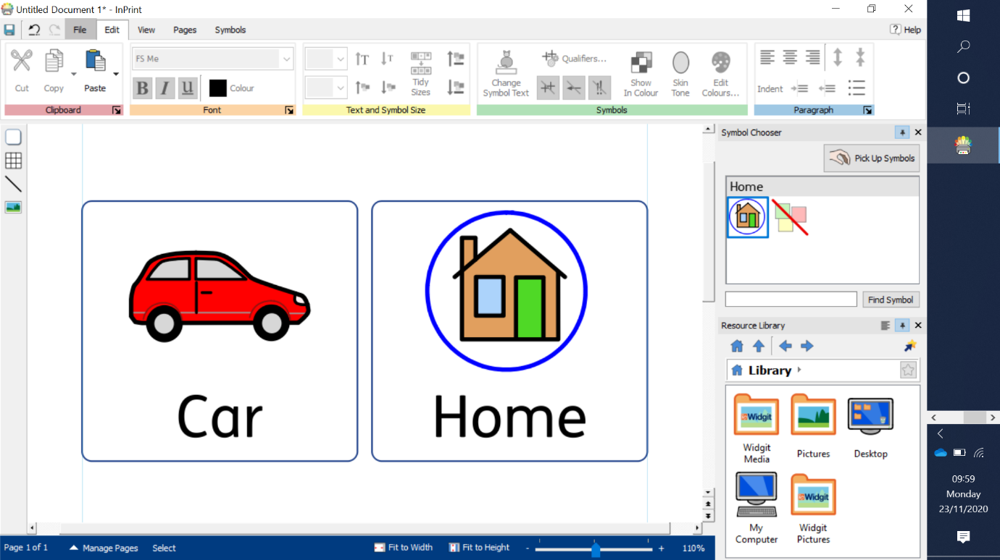 Untitled Document 1* - InPrint
File Edit View Pages Symbols Help
FS Me
Qualifiers...
Cut Copy Paste
B I U Colour
Tidy Sizes
Change Symbol Text
Show In Colour
Skin Tone
Edit Colours...
Indent
Clipboard Font Text and Symbol Size Symbols Paragraph
Symbol Chooser
Pick Up Symbols
Home
Find Symbol
Car
Home
Resource Library
Library
Widgit
Widgit Media
Pictures
Desktop
Widgit
My Computer
Widgit Pictures
Page 1 of 1 Manage Pages Select Fit to Width Fit to Height - + 110%
09:59
Monday
23/11/2020